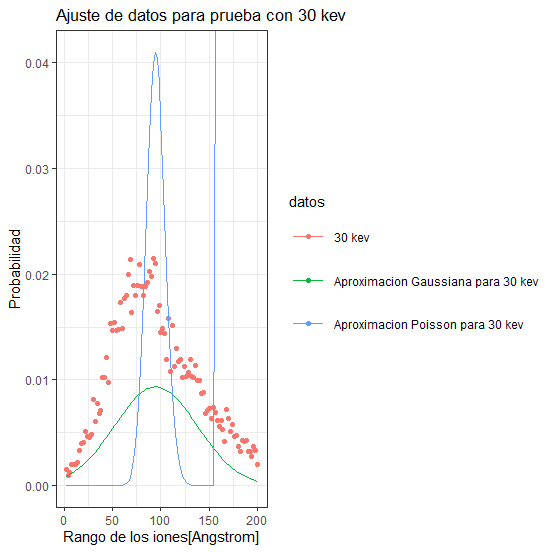 Ajuste de datos para prueba con 30 kev
0.04
0.03
0.02
0.01
0.00
Probabilidad
0 50 100 150 200
Rango de los iones[Angstrom]
datos
30 kev
Aproximacion Gaussiana para 30 kev
Aproximacion Poisson para 30 kev